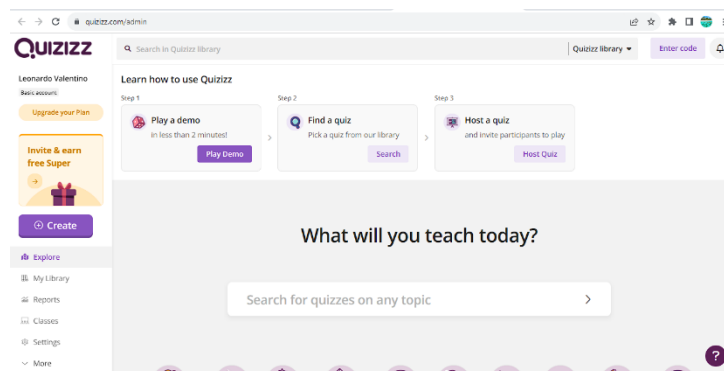 quizizz.com/admin
QUIZIZZ
Search in Quizizz library
Quizizz library
Enter code
Leonardo Valentino
Basic account
Upgrade your Plan
Invite & earn
free Super
Create
Explore
My Library
Reports
Classes
Settings
More
Learn how to use Quizizz
Step 1
Play a demo
in less than 2 minutes!
Play Demo
Step 2
Find a quiz
Pick a quiz from our library
Search
Step 3
Host a quiz
and invite participants to play
Host Quiz
What will you teach today?
Search for quizzes on any topic
?